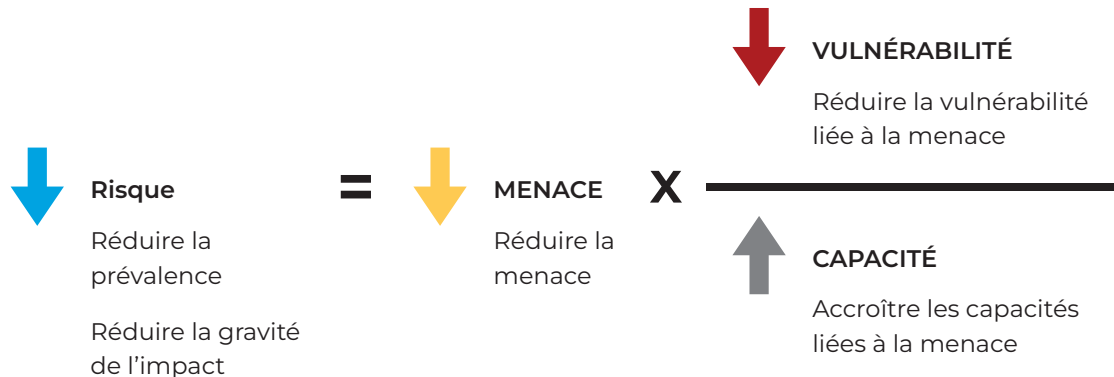 Risque
Réduire la
prévalence
Réduire la gravité
de l’impact
=
MENACE
Réduire la
menace
X
VULNÉRABILITÉ
Réduire la vulnérabilité
liée à la menace
CAPACITÉ
Accroître les capacités
liées à la menace